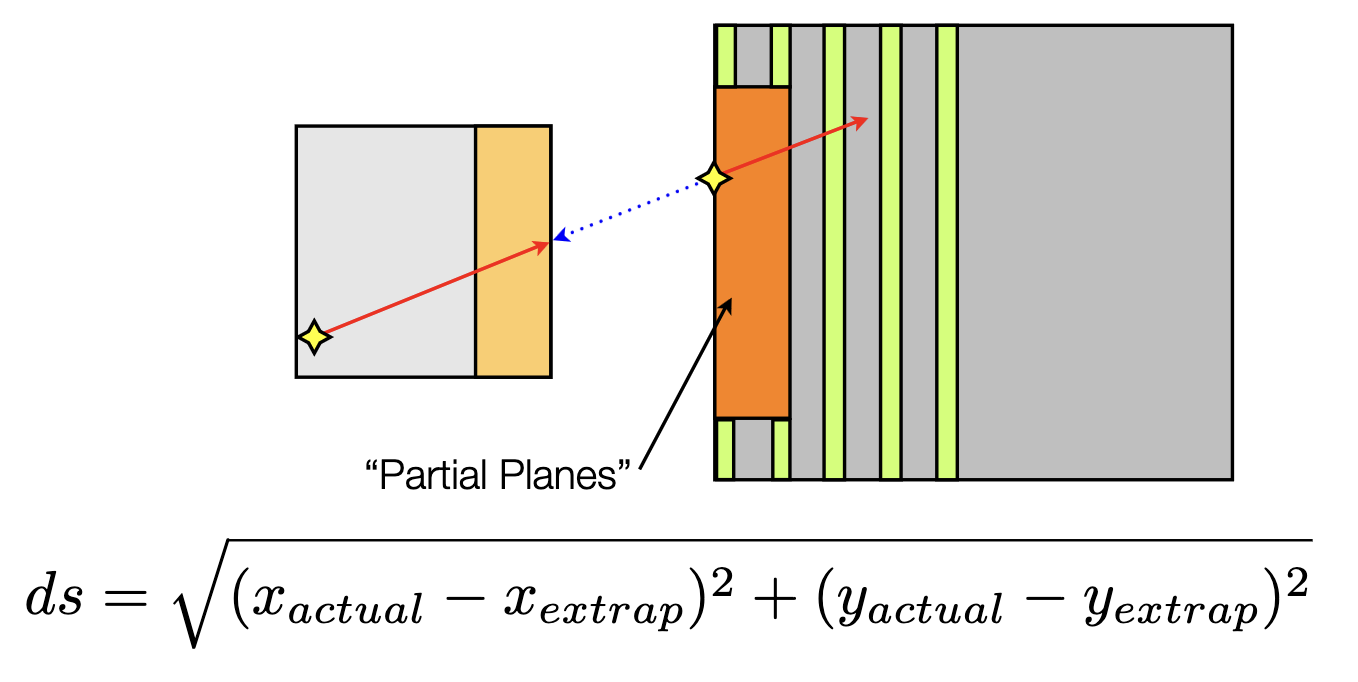 “Partial Planes”
ds = √((x_actual − x_extrap)² + (y_actual − y_extrap)²)